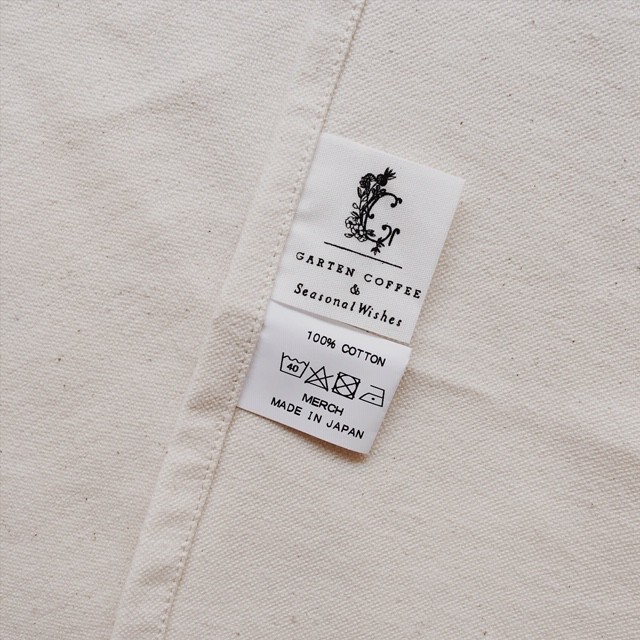 GARTEN COFFEE
&
Seasonal Wishes
100% COTTON
40
MERCH
MADE IN JAPAN